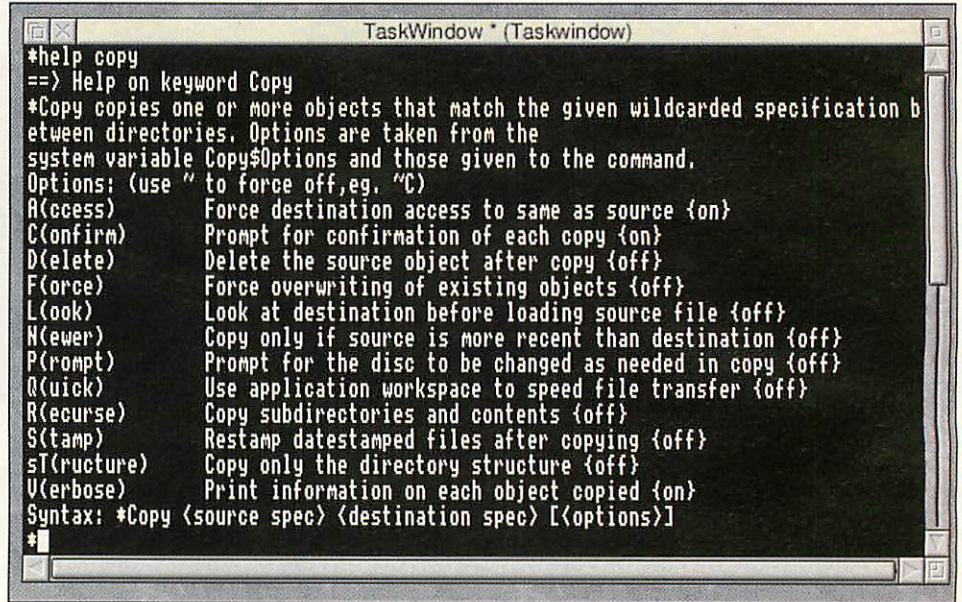 TaskWindow * (Taskwindow)
*help copy
==> Help on keyword Copy
*Copy copies one or more objects that match the given wildcarded specification b
etween directories. Options are taken from the
system variable Copy$Options and those given to the command.
Options: (use ~ to force off,eg. ~C)
A(ccess) Force destination access to same as source {on}
C(onfirm) Prompt for confirmation of each copy {on}
D(elete) Delete the source object after copy {off}
F(orce) Force overwriting of existing objects {off}
L(ook) Look at destination before loading source file {off}
N(ewer) Copy only if source is more recent than destination {off}
P(rompt) Prompt for the disc to be changed as needed in copy {off}
Q(uick) Use application workspace to speed file transfer {off}
R(ecurse) Copy subdirectories and contents {off}
S(tamp) Restamp datestamped files after copying {off}
sT(ructure) Copy only the directory structure {off}
V(erbose) Print information on each object copied {on}
Syntax: *Copy <source spec> <destination spec> [<options>]
*